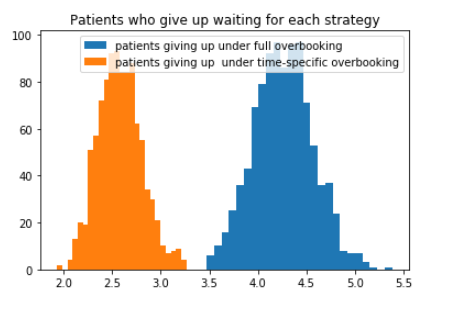 Patients who give up waiting for each strategy
100
80
60
40
20
0
patients giving up under full overbooking
patients giving up  under time-specific overbooking
2.0 2.5 3.0 3.5 4.0 4.5 5.0 5.5